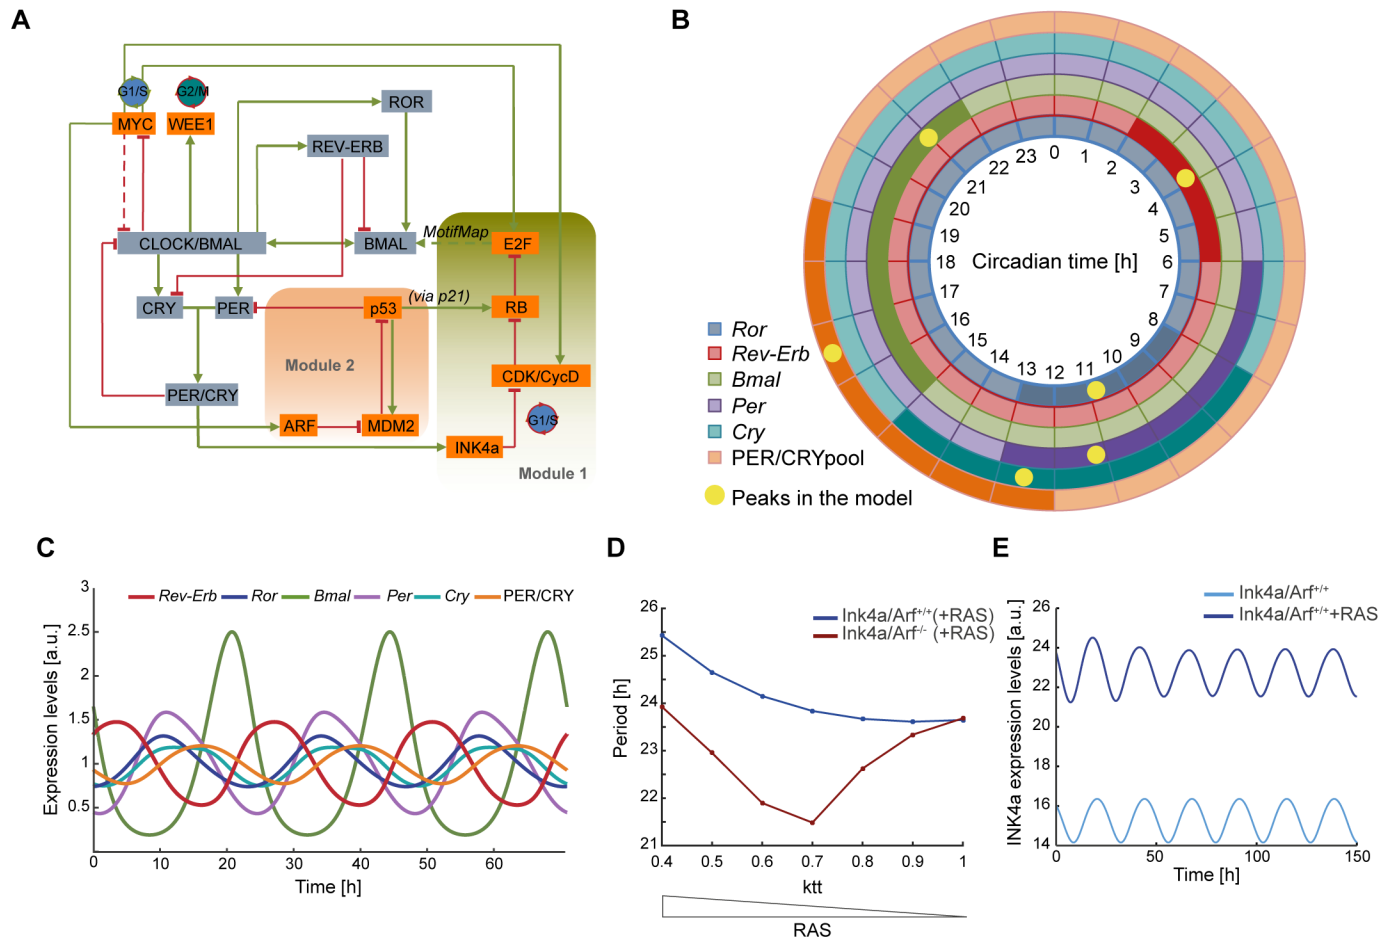 A
G1/S
G2/M
MYC
WEE1
ROR
REV-ERB
CLOCK/BMAL
BMAL
MotifMap
E2F
CRY
PER
p53
(via p21)
RB
Module 2
CDK/CycD
PER/CRY
ARF
MDM2
G1/S
INK4a
Module 1
B
0
1
2
3
4
5
6
7
8
9
10
11
12
13
14
15
16
17
18
19
20
21
22
23
Circadian time [h]
Ror
Rev-Erb
Bmal
Per
Cry
PER/CRYpool
Peaks in the model
C
Rev-Erb Ror Bmal Per Cry PER/CRY
Expression levels [a.u.]
3
2.5
2
1.5
1
0.5
0 10 20 30 40 50 60
Time [h]
D
Ink4a/Arf+/+ (+RAS)
Ink4a/Arf-/- (+RAS)
Period [h]
26
25
24
23
22
21
0.4 0.5 0.6 0.7 0.8 0.9 1
ktt
RAS
E
Ink4a/Arf+/+
Ink4a/Arf+/++RAS
INK4a expression levels [a.u.]
26
24
22
20
18
16
14
0 50 100 150
Time [h]